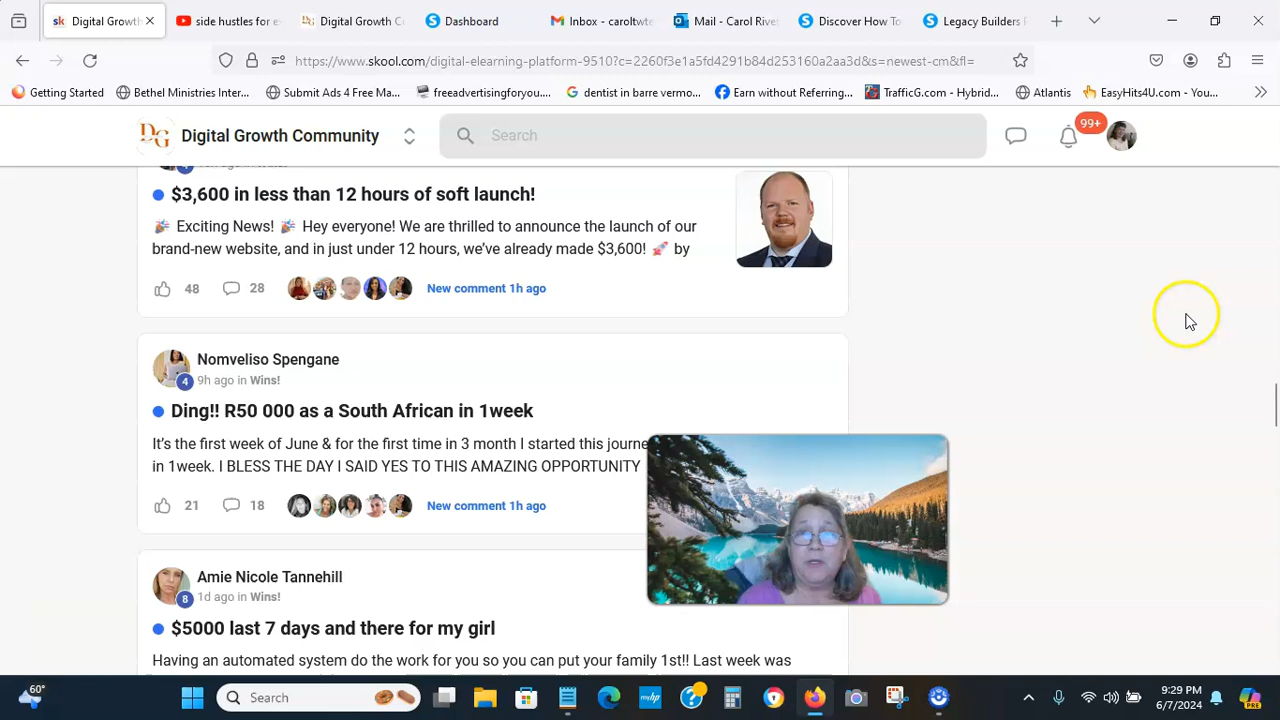 Digital Growth
side hustles for e
Digital Growth C
Dashboard
Inbox - caroltwte
Mail - Carol Rive
Discover How To
Legacy Builders
https://www.skool.com/digital-elearning-platform-9510?c=2260f3e1a5fd4291b84d253160a2aa3d&s=newest-cm&fl=
Getting Started
Bethel Ministries Inter...
Submit Ads 4 Free Ma...
freeadvertisingforyou....
dentist in barre vermo...
Earn without Referring...
TrafficG.com - Hybrid...
Atlantis
EasyHits4U.com - Yo...
DG Digital Growth Community
Search
99+
$3,600 in less than 12 hours of soft launch!
Exciting News! Hey everyone! We are thrilled to announce the launch of our
brand-new website, and in just under 12 hours, we've already made $3,600! by
48 28 New comment 1h ago
Nomveliso Spengane
4 9h ago in Wins!
Ding!! R50 000 as a South African in 1week
It's the first week of June & for the first time in 3 month I started this journe
in 1week. I BLESS THE DAY I SAID YES TO THIS AMAZING OPPORTUNITY
21 18 New comment 1h ago
Amie Nicole Tannehill
8 1d ago in Wins!
$5000 last 7 days and there for my girl
Having an automated system do the work for you so you can put your family 1st!! Last week was
60°
Search
9:29 PM
6/7/2024